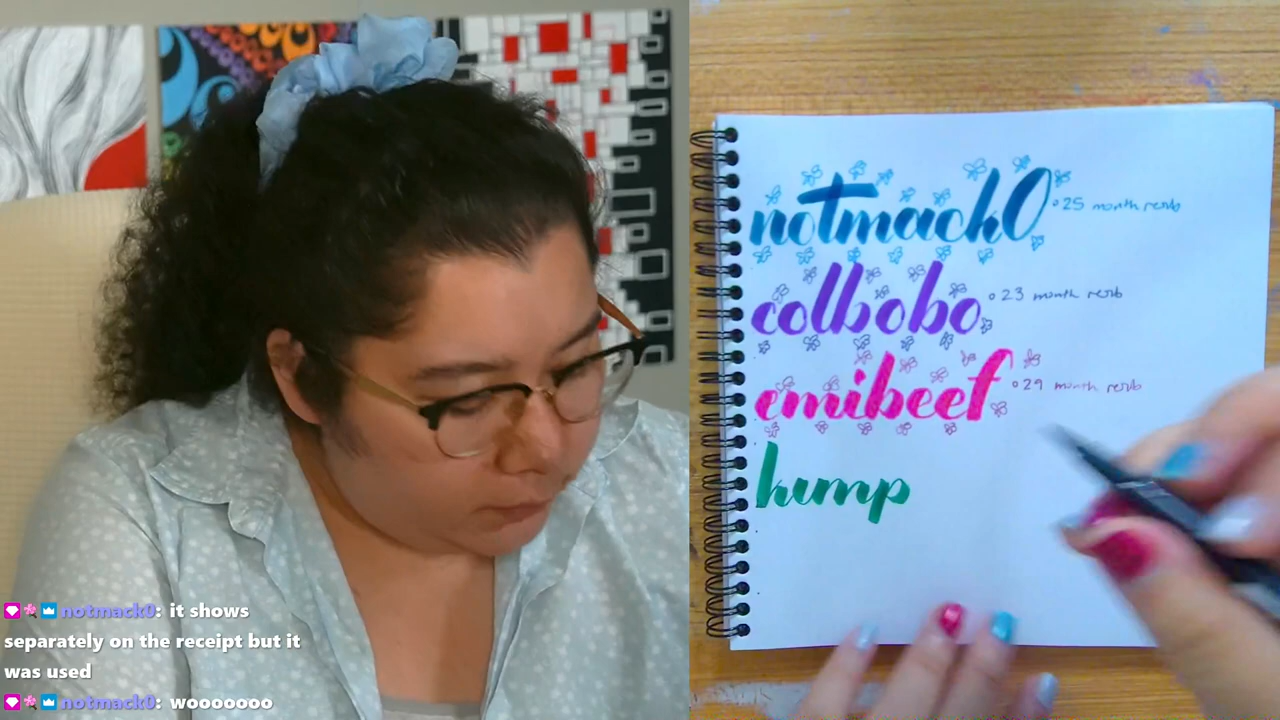 notmack0: it shows
separately on the receipt but it
was used
notmack0: wooooooo
notmack0 25 month resub
colbobo 23 month resub
emibeef 29 month resub